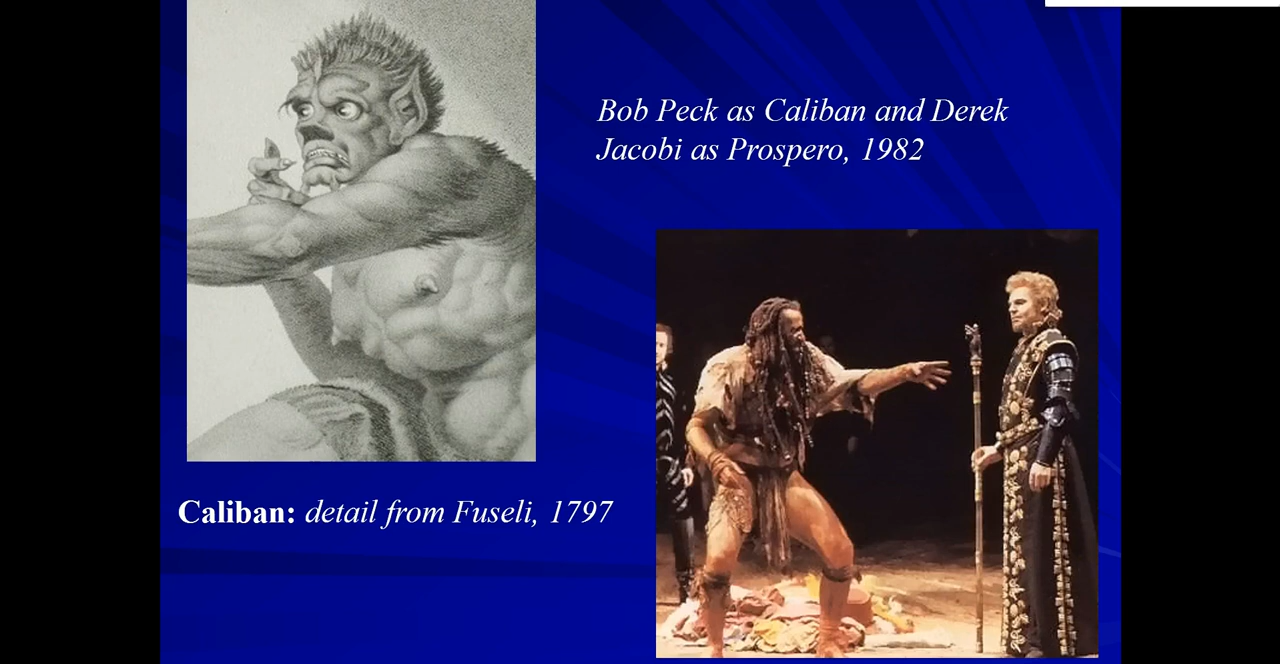 Bob Peck as Caliban and Derek
Jacobi as Prospero, 1982
Caliban: detail from Fuseli, 1797